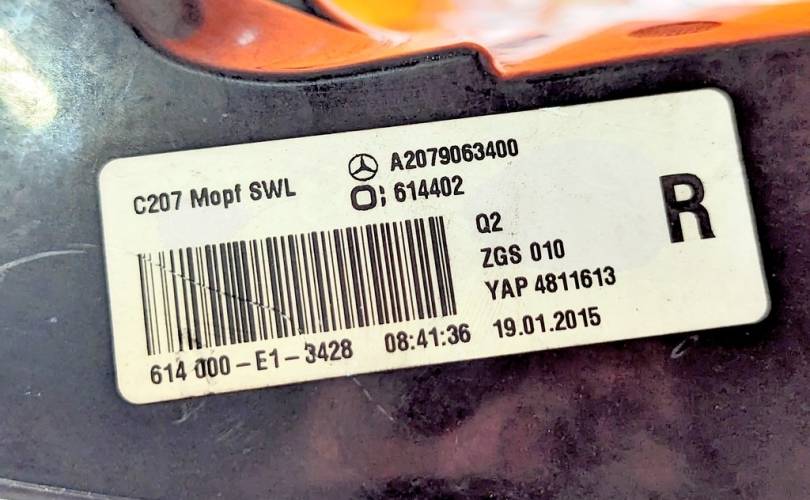 C207 Mopf SWL
A2079063400
614402
R
Q2
ZGS 010
YAP 4811613
614 000-E1-3428
08:41:36
19.01.2015